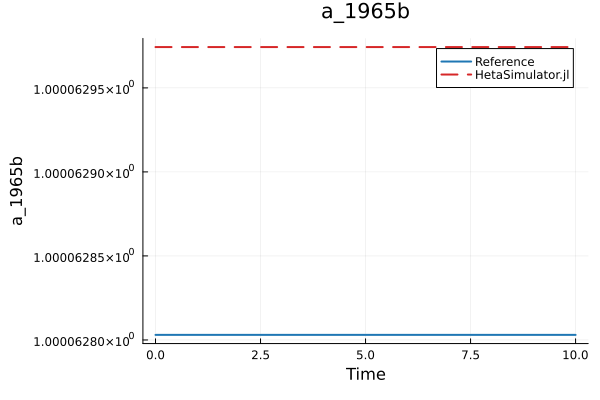 a_1965b
Reference
HetaSimulator.jl
1.00006295×10⁰
1.00006290×10⁰
1.00006285×10⁰
1.00006280×10⁰
a_1965b
0.0 2.5 5.0 7.5 10.0
Time